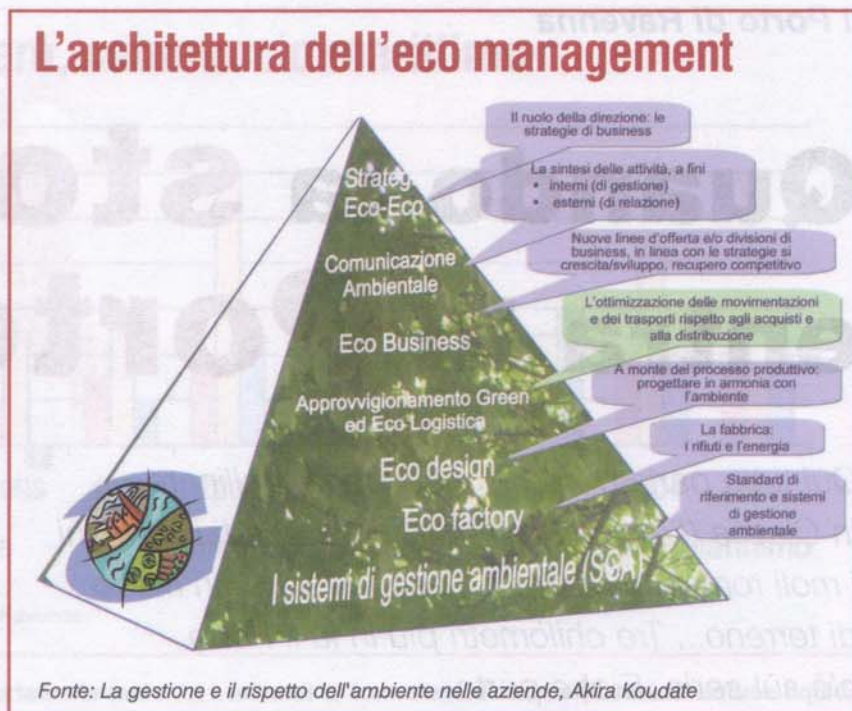 Porto di Ravenna
L'architettura dell'eco management
Il ruolo della direzione: le
strategie di business
Strategi
Eco-Eco
La sintesi delle attività, a fini
• interni (di gestione)
• esterni (di relazione)
Comunicazione
Ambientale
Nuove linee d'offerta e/o divisioni di
business, in linea con le strategie si
crescita/sviluppo, recupero competitivo
Eco Business
L'ottimizzazione delle movimentazioni
e dei trasporti rispetto agli acquisti e
alla distribuzione
Approvvigionamento Green
ed Eco Logistica
A monte del processo produttivo:
progettare in armonia con
l'ambiente
Eco design
La fabbrica:
i rifiuti e l'energia
Eco factory
Standard di
riferimento e sistemi
di gestione
ambientale
I sistemi di gestione ambientale (SGA)
Fonte: La gestione e il rispetto dell'ambiente nelle aziende, Akira Koudate